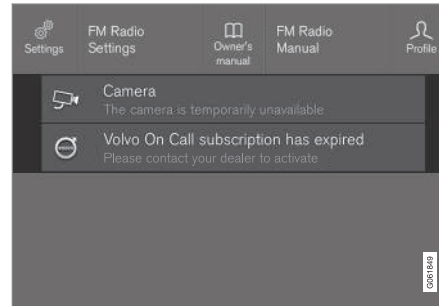 Settings
FM Radio
Settings
Owner's
manual
FM Radio
Manual
Profile
Camera
The camera is temporarily unavailable
Volvo On Call subscription has expired
Please contact your dealer to activate
G061849